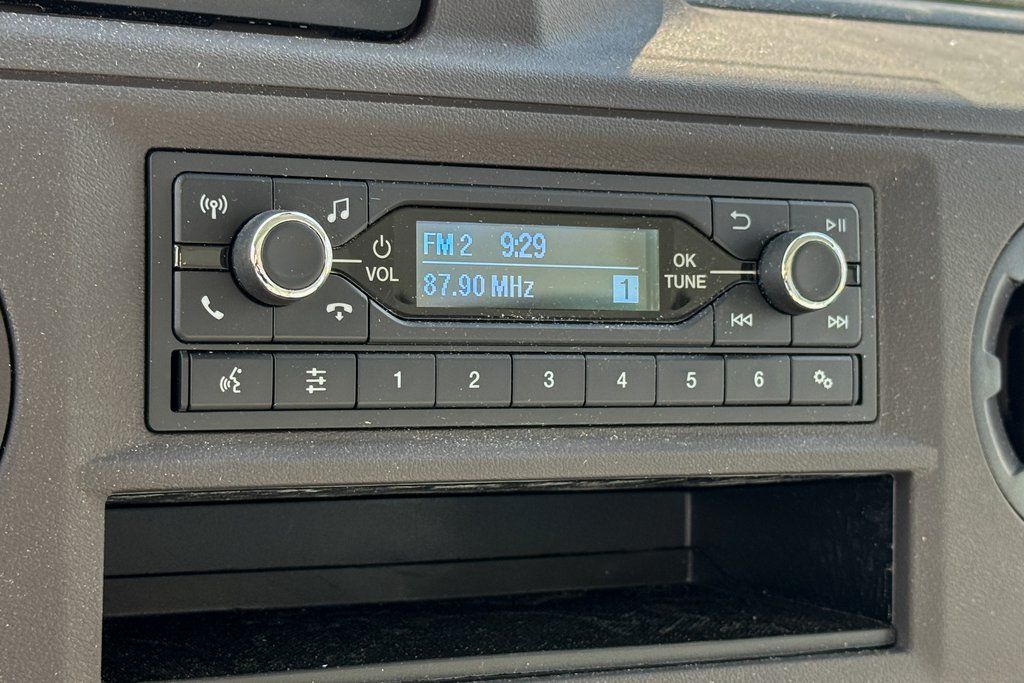 FM 2 9:29
87.90 MHz 1
VOL
OK
TUNE
1 2 3 4 5 6